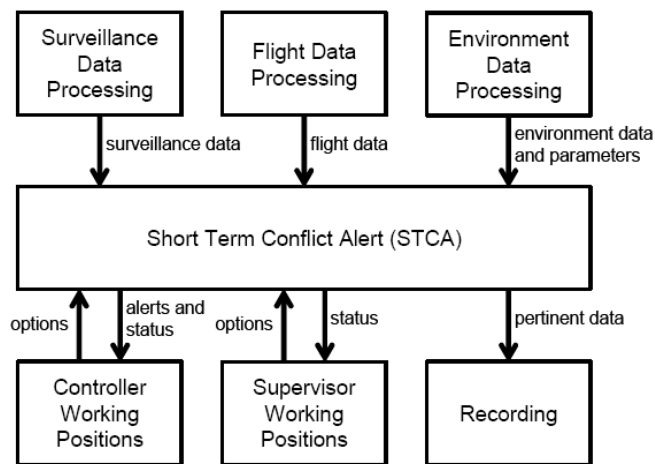 Surveillance
Data
Processing
Flight Data
Processing
Environment
Data
Processing
surveillance data
flight data
environment data
and parameters
Short Term Conflict Alert (STCA)
options
alerts and
status
options
status
pertinent data
Controller
Working
Positions
Supervisor
Working
Positions
Recording